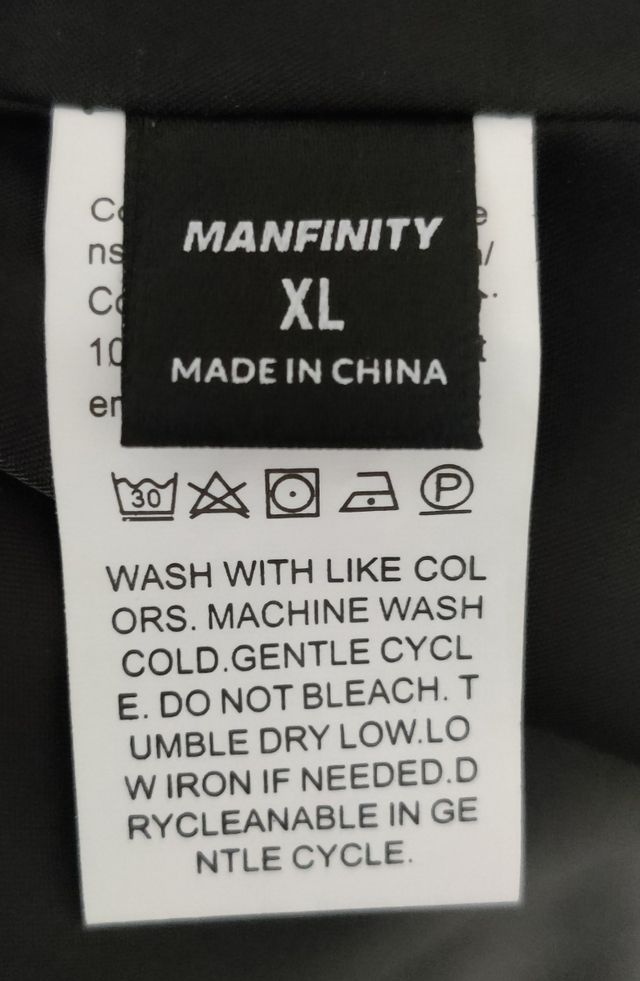 MANFINITY
XL
MADE IN CHINA
30
P
WASH WITH LIKE COL
ORS. MACHINE WASH
COLD.GENTLE CYCL
E. DO NOT BLEACH. T
UMBLE DRY LOW.LO
W IRON IF NEEDED.D
RYCLEANABLE IN GE
NTLE CYCLE.